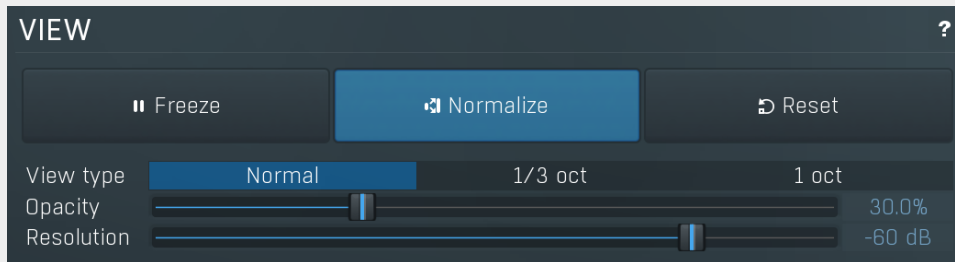 VIEW ?
Freeze Normalize Reset
View type Normal 1/3 oct 1 oct
Opacity 30.0%
Resolution -60 dB